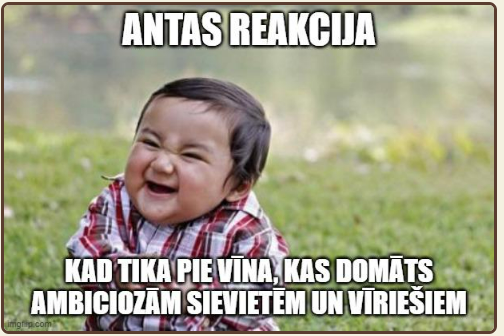 ANTAS REAKCIJA
KAD TIKA PIE VĪNA, KAS DOMĀTS
AMBICIOZĀM SIEVIETĒM UN VĪRIEŠIEM
imgflip.com